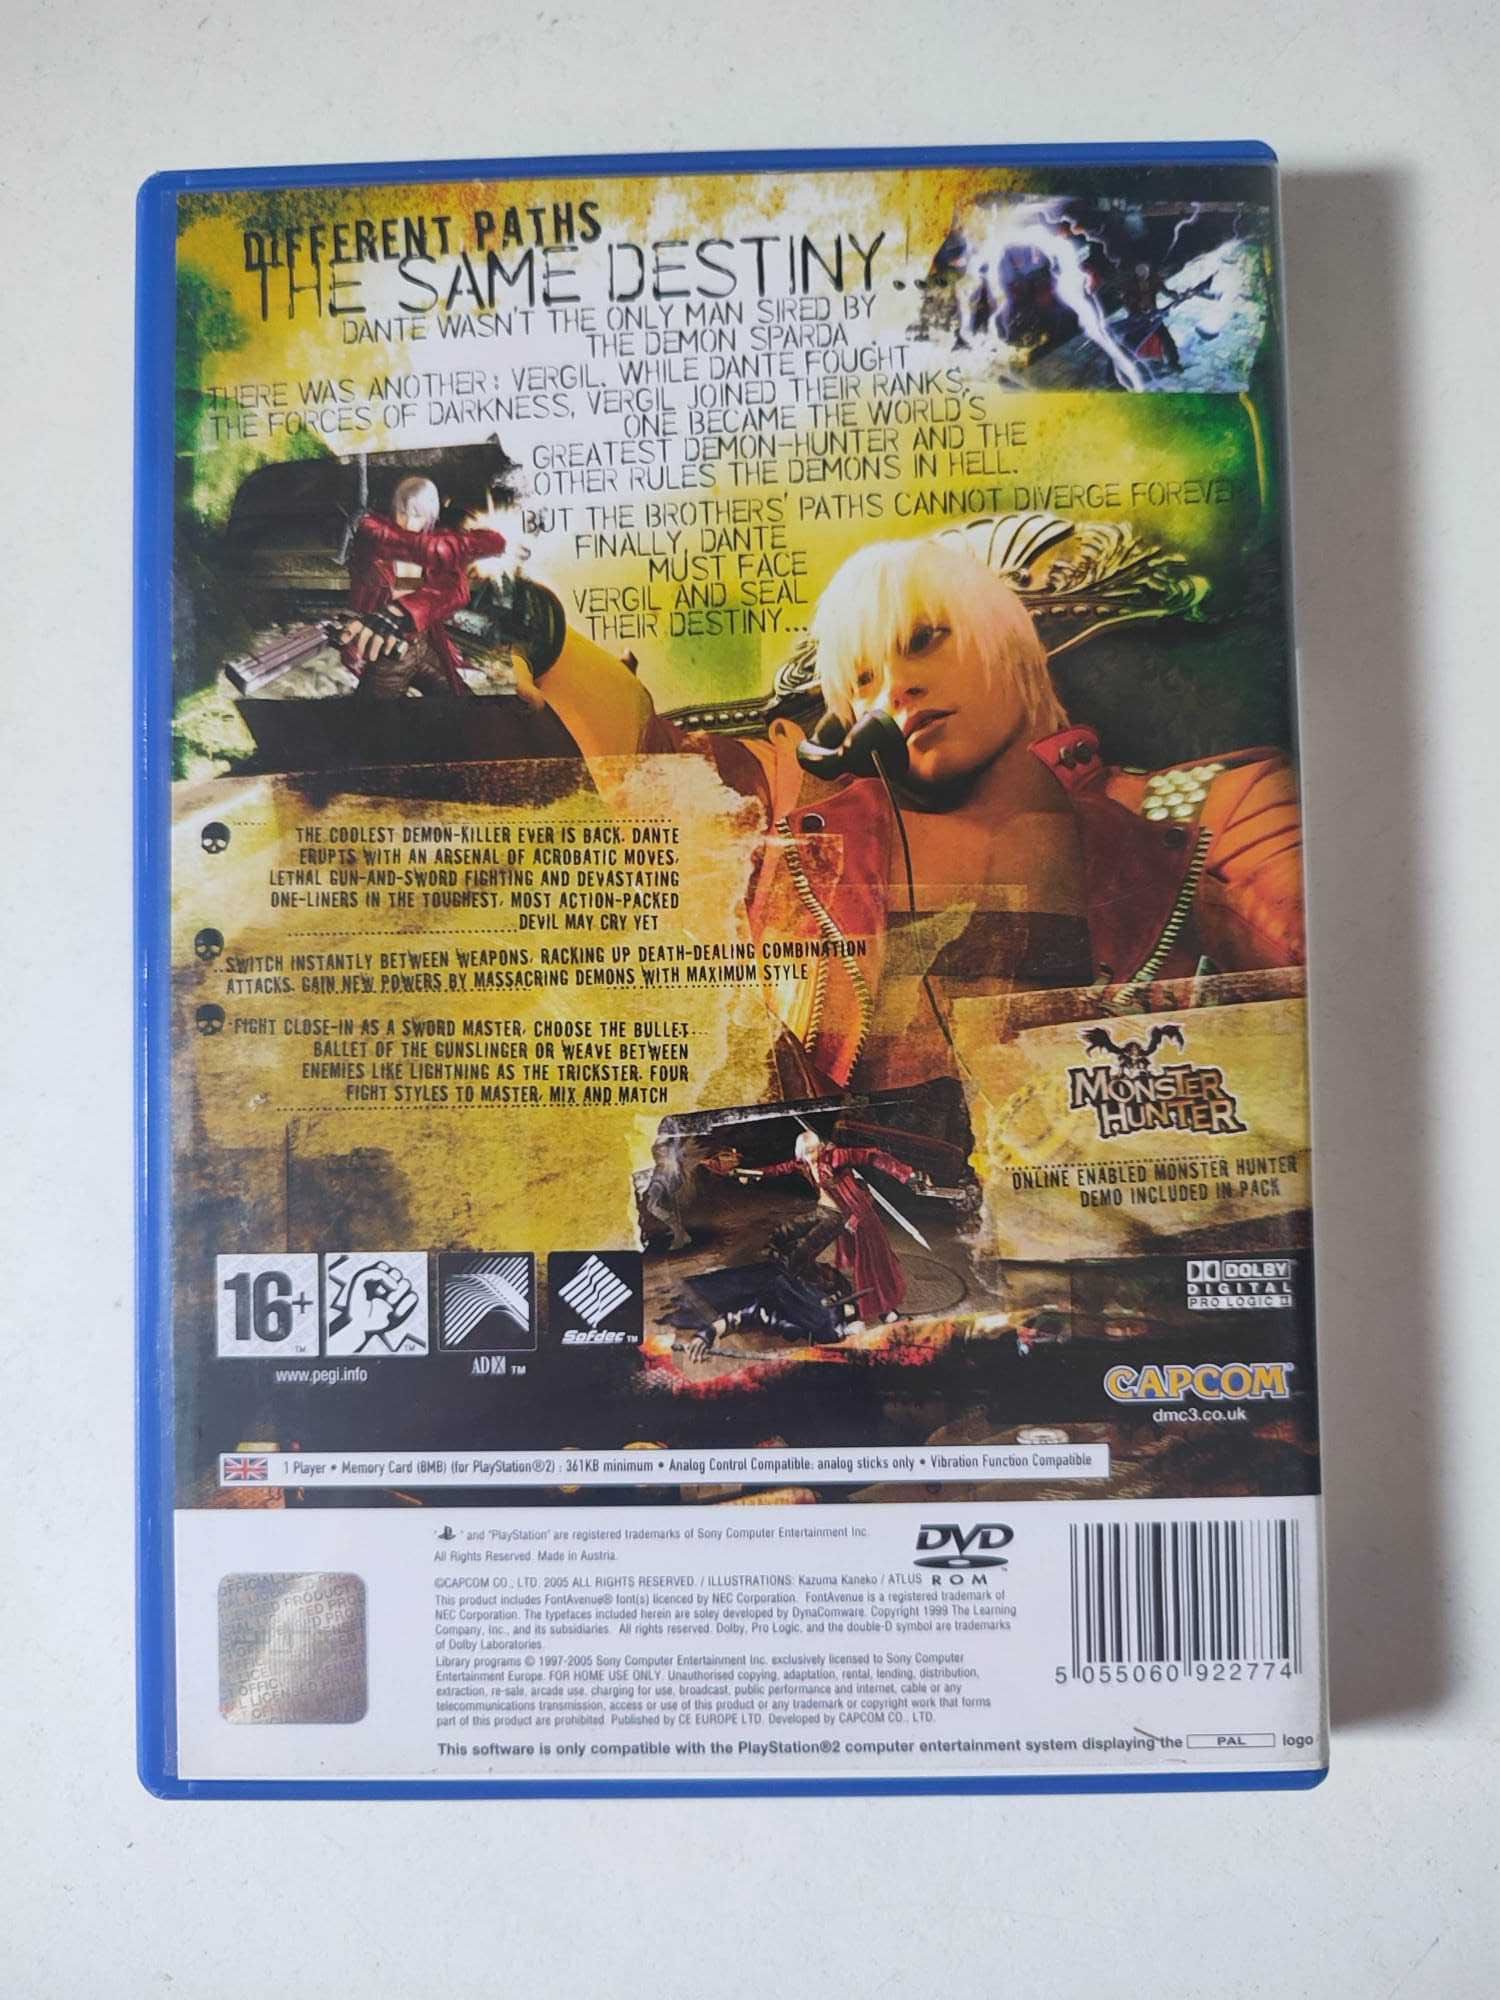 DIFFERENT PATHS
THE SAME DESTINY...
DANTE WASN'T THE ONLY MAN SIRED BY
THE DEMON SPARDA.
THERE WAS ANOTHER: VERGIL. WHILE DANTE FOUGHT
THE FORCES OF DARKNESS, VERGIL JOINED THEIR RANKS.
ONE BECAME THE WORLD'S
GREATEST DEMON-HUNTER AND THE
OTHER RULES THE DEMONS IN HELL.
BUT THE BROTHERS' PATHS CANNOT DIVERGE FOREVER
FINALLY, DANTE
MUST FACE
VERGIL AND SEAL
THEIR DESTINY...
THE COOLEST DEMON-KILLER EVER IS BACK. DANTE
ERUPTS WITH AN ARSENAL OF ACROBATIC MOVES,
LETHAL GUN-AND-SWORD FIGHTING AND DEVASTATING
ONE-LINERS IN THE TOUGHEST, MOST ACTION-PACKED
DEVIL MAY CRY YET
SWITCH INSTANTLY BETWEEN WEAPONS, RACKING UP DEATH-DEALING COMBINATION
ATTACKS. GAIN NEW POWERS BY MASSACRING DEMONS WITH MAXIMUM STYLE
FIGHT CLOSE-IN AS A SWORD MASTER, CHOOSE THE BULLET
BALLET OF THE GUNSLINGER OR WEAVE BETWEEN
ENEMIES LIKE LIGHTNING AS THE TRICKSTER. FOUR
FIGHT STYLES TO MASTER, MIX AND MATCH
MONSTER
HUNTER
ONLINE ENABLED MONSTER HUNTER
DEMO INCLUDED IN PACK
16+
TM
TM
www.pegi.info
ADX TM
Sofdec TM
DOLBY
DIGITAL
PRO LOGIC II
CAPCOM®
dmc3.co.uk
1 Player • Memory Card (8MB) (for PlayStation®2) : 361KB minimum • Analog Control Compatible: analog sticks only • Vibration Function Compatible
" " and "PlayStation" are registered trademarks of Sony Computer Entertainment Inc.
All Rights Reserved. Made in Austria.
DVD
ROM
©CAPCOM CO., LTD. 2005 ALL RIGHTS RESERVED. / ILLUSTRATIONS: Kazuma Kaneko / ATLUS
This product includes FontAvenue® font(s) licenced by NEC Corporation. FontAvenue is a registered trademark of
NEC Corporation. The typefaces included herein are soley developed by DynaComware. Copyright 1999 The Learning
Company, Inc., and its subsidiaries. All rights reserved. Dolby, Pro Logic, and the double-D symbol are trademarks
of Dolby Laboratories.
Library programs © 1997-2005 Sony Computer Entertainment Inc. exclusively licensed to Sony Computer
Entertainment Europe. FOR HOME USE ONLY. Unauthorised copying, adaptation, rental, lending, distribution,
extraction, re-sale, arcade use, charging for use, broadcast, public performance and internet, cable or any
telecommunications transmission, access or use of this product or any trademark or copyright work that forms
part of this product are prohibited. Published by CE EUROPE LTD. Developed by CAPCOM CO., LTD.
5 055060 922774
This software is only compatible with the PlayStation®2 computer entertainment system displaying the PAL logo